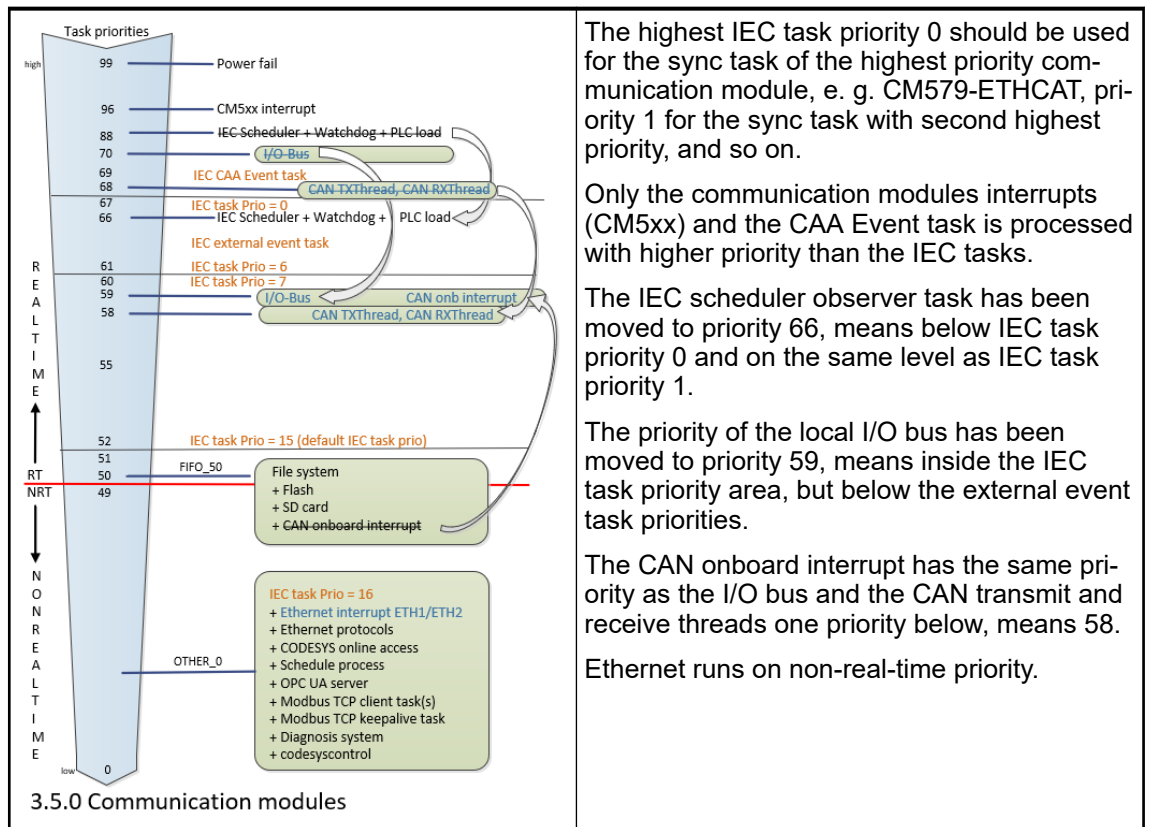 Task priorities
high
99
Power fail
96
CM5xx interrupt
88
IEC Scheduler + Watchdog + PLC load
70
I/O-Bus
69
IEC CAA Event task
68
CAN TXThread, CAN RXThread
67
IEC task Prio = 0
66
IEC Scheduler + Watchdog + PLC load
IEC external event task
61
IEC task Prio = 6
60
IEC task Prio = 7
59
I/O-Bus
CAN onb interrupt
58
CAN TXThread, CAN RXThread
REALTIME
55
52
IEC task Prio = 15 (default IEC task prio)
51
RT
50
FIFO_50
NRT
49
File system
+ Flash
+ SD card
+ CAN onboard interrupt
NONREALTIME
OTHER_0
IEC task Prio = 16
+ Ethernet interrupt ETH1/ETH2
+ Ethernet protocols
+ CODESYS online access
+ Schedule process
+ OPC UA server
+ Modbus TCP client task(s)
+ Modbus TCP keepalive task
+ Diagnosis system
+ codesyscontrol
low
0
3.5.0 Communication modules
The highest IEC task priority 0 should be used
for the sync task of the highest priority com-
munication module, e. g. CM579-ETHCAT, pri-
ority 1 for the sync task with second highest
priority, and so on.
Only the communication modules interrupts
(CM5xx) and the CAA Event task is processed
with higher priority than the IEC tasks.
The IEC scheduler observer task has been
moved to priority 66, means below IEC task
priority 0 and on the same level as IEC task
priority 1.
The priority of the local I/O bus has been
moved to priority 59, means inside the IEC
task priority area, but below the external event
task priorities.
The CAN onboard interrupt has the same pri-
ority as the I/O bus and the CAN transmit and
receive threads one priority below, means 58.
Ethernet runs on non-real-time priority.